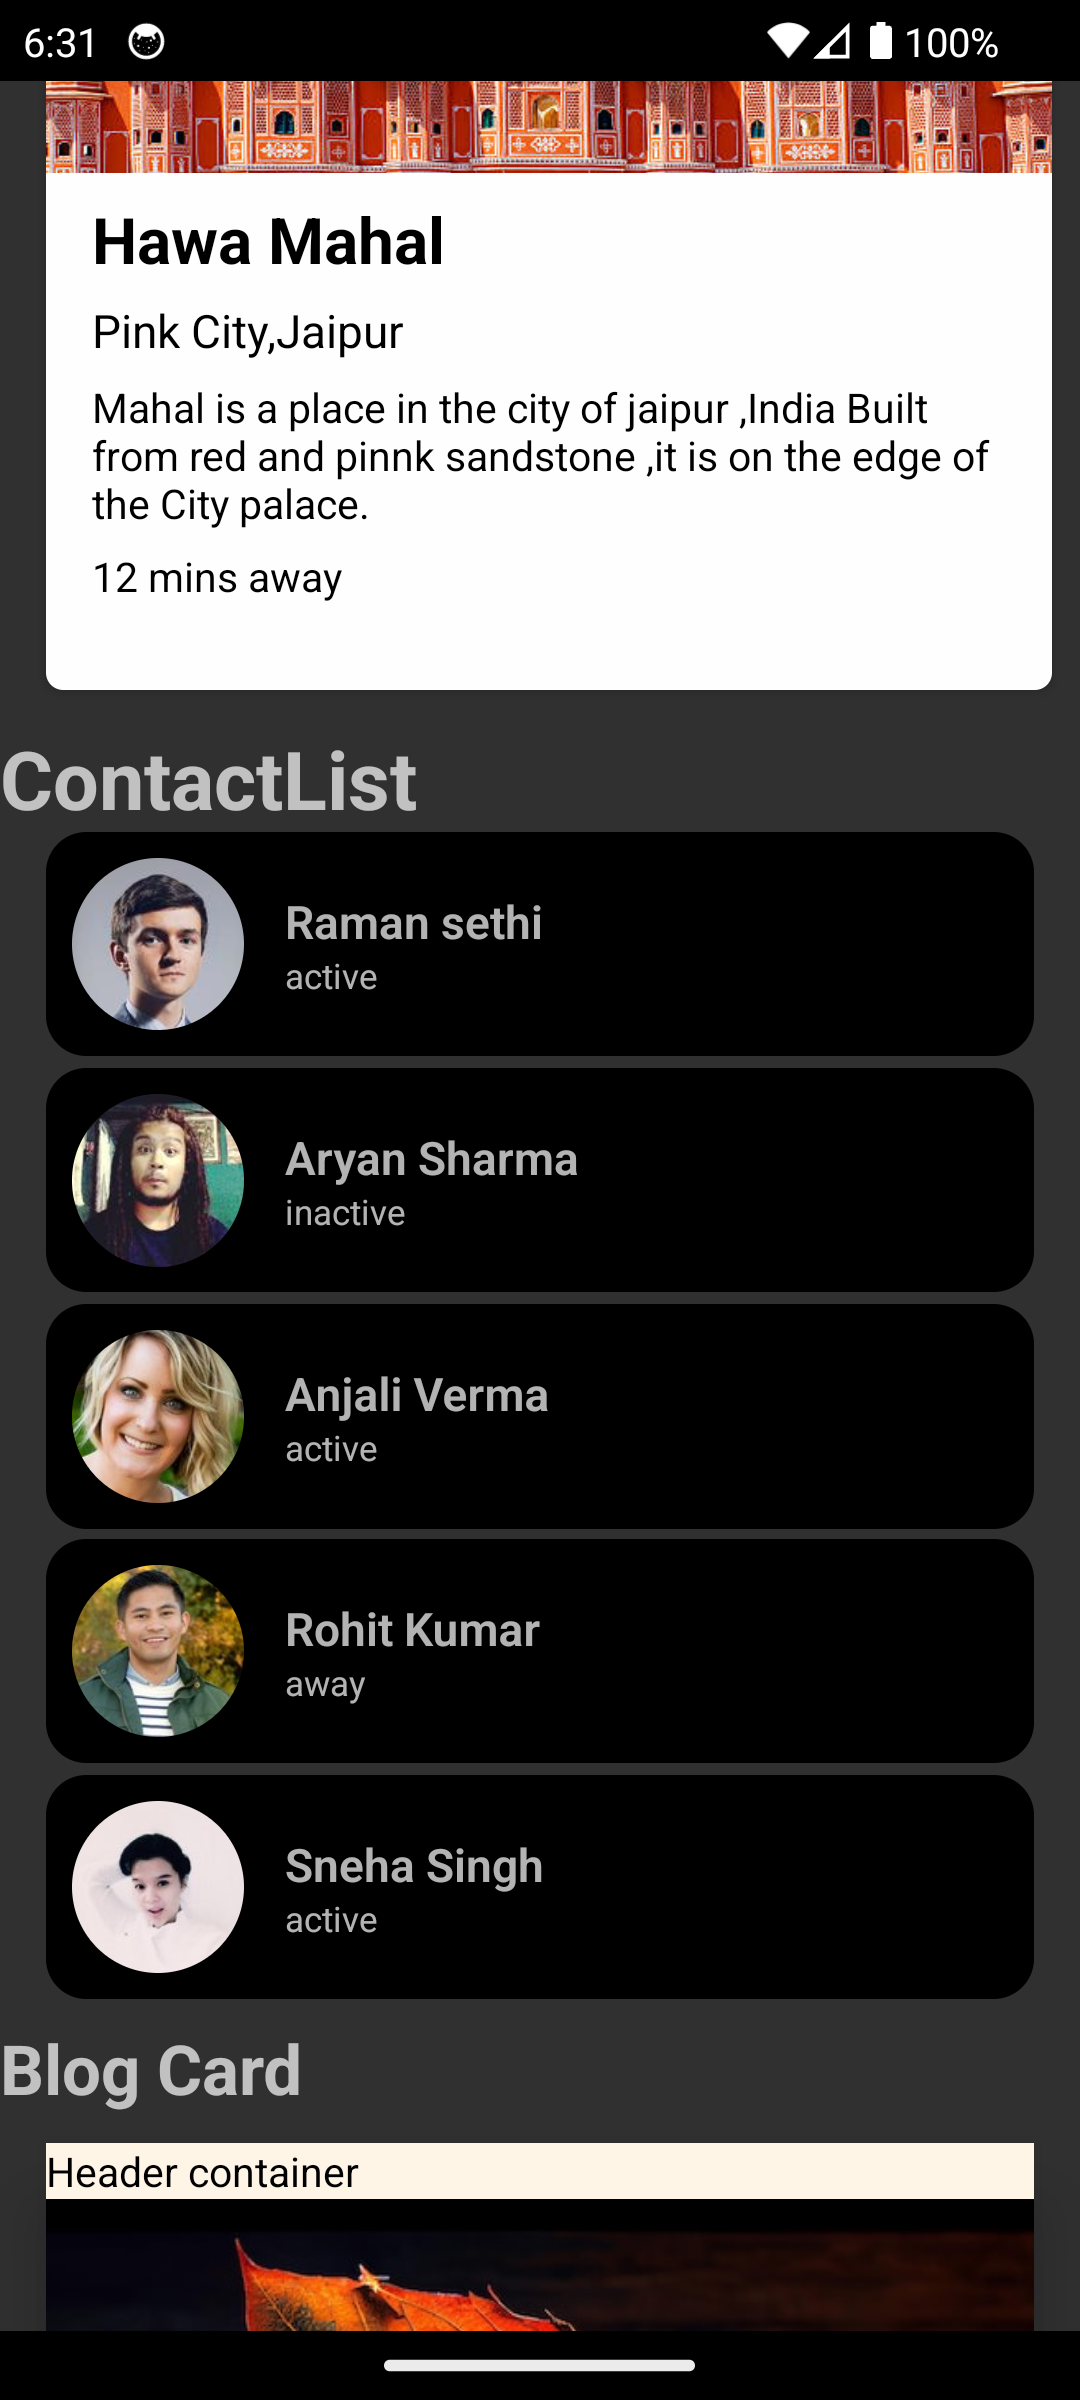 6:31
100%
Hawa Mahal
Pink City,Jaipur
Mahal is a place in the city of jaipur ,India Built
from red and pinnk sandstone ,it is on the edge of
the City palace.
12 mins away
ContactList
Raman sethi
active
Aryan Sharma
inactive
Anjali Verma
active
Rohit Kumar
away
Sneha Singh
active
Blog Card
Header container